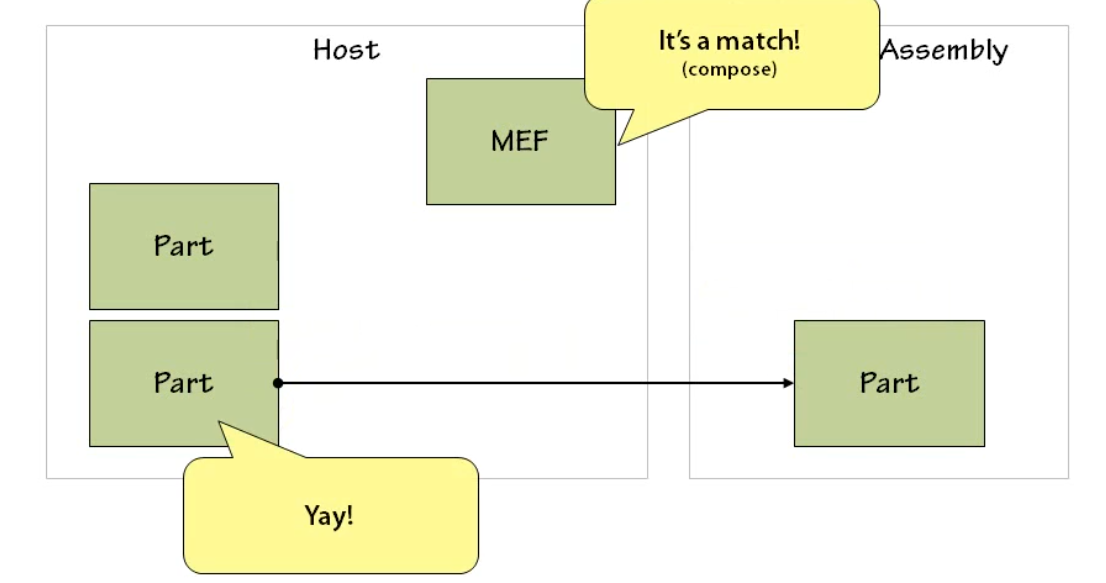 Host
It's a match!
(compose)
Assembly
MEF
Part
Part
Part
Yay!